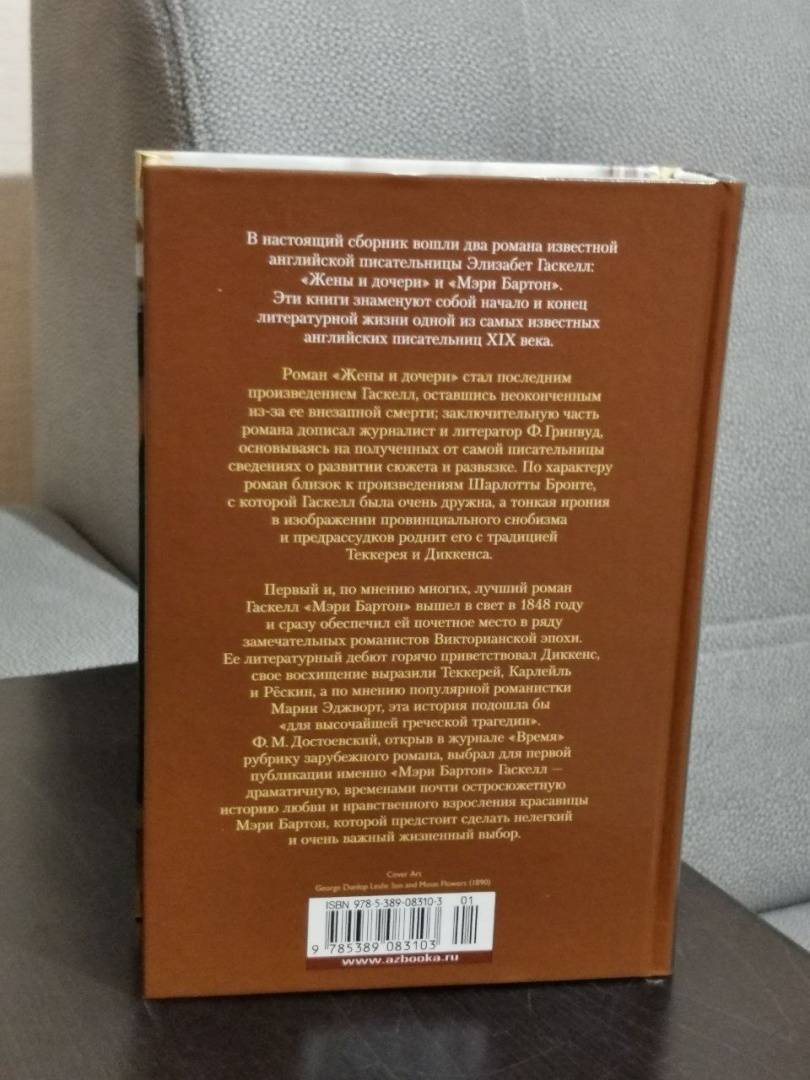 В настоящий сборник вошли два романа известной
английской писательницы Элизабет Гаскелл:
«Жены и дочери» и «Мэри Бартон».
Эти книги знаменуют собой начало и конец
литературной жизни одной из самых известных
английских писательниц XIX века.
Роман «Жены и дочери» стал последним
произведением Гаскелл, оставшись неоконченным
из-за ее внезапной смерти; заключительную часть
романа дописал журналист и литератор Ф. Гринвуд,
основываясь на полученных от самой писательницы
сведениях о развитии сюжета и развязке. По характеру
роман близок к произведениям Шарлотты Бронте,
с которой Гаскелл была очень дружна, а тонкая ирония
в изображении провинциального снобизма
и предрассудков роднит его с традицией
Теккерея и Диккенса.
Первый и, по мнению многих, лучший роман
Гаскелл «Мэри Бартон» вышел в свет в 1848 году
и сразу обеспечил ей почетное место в ряду
замечательных романистов Викторианской эпохи.
Ее литературный дебют горячо приветствовал Диккенс,
свое восхищение выразили Теккерей, Карлейль
и Рёскин, а по мнению популярной романистки
Марии Эджворт, эта история подошла бы
«для высочайшей греческой трагедии».
Ф. М. Достоевский, открыв в журнале «Время»
рубрику зарубежного романа, выбрал для первой
публикации именно «Мэри Бартон» Гаскелл —
драматичную, временами почти остросюжетную
историю любви и нравственного взросления красавицы
Мэри Бартон, которой предстоит сделать нелегкий
и очень важный жизненный выбор.
Cover Art
George Dunlop Leslie. Sun and Moon Flowers (1890)
ISBN 978-5-389-08310-3 01
9 785389 083103
www.azbooka.ru